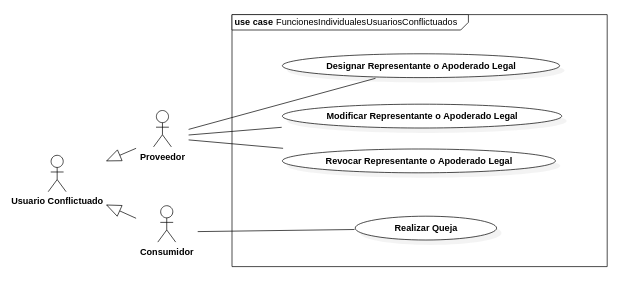 use case FuncionesIndividualesUsuariosConflictuados
Designar Representante o Apoderado Legal
Modificar Representante o Apoderado Legal
Proveedor
Revocar Representante o Apoderado Legal
Usuario Conflictuado
Realizar Queja
Consumidor